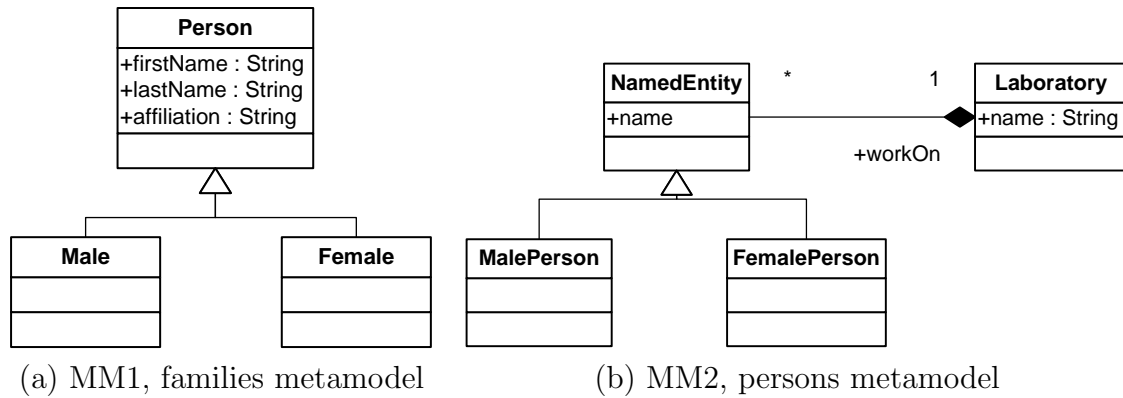 Person
+firstName : String
+lastName : String
+affiliation : String
Male
Female
(a) MM1, families metamodel
NamedEntity
+name
*
1
+workOn
Laboratory
+name : String
MalePerson
FemalePerson
(b) MM2, persons metamodel